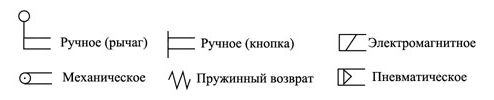 Ручное (рычаг) Ручное (кнопка) Электромагнитное
Механическое Пружинный возврат Пневматическое